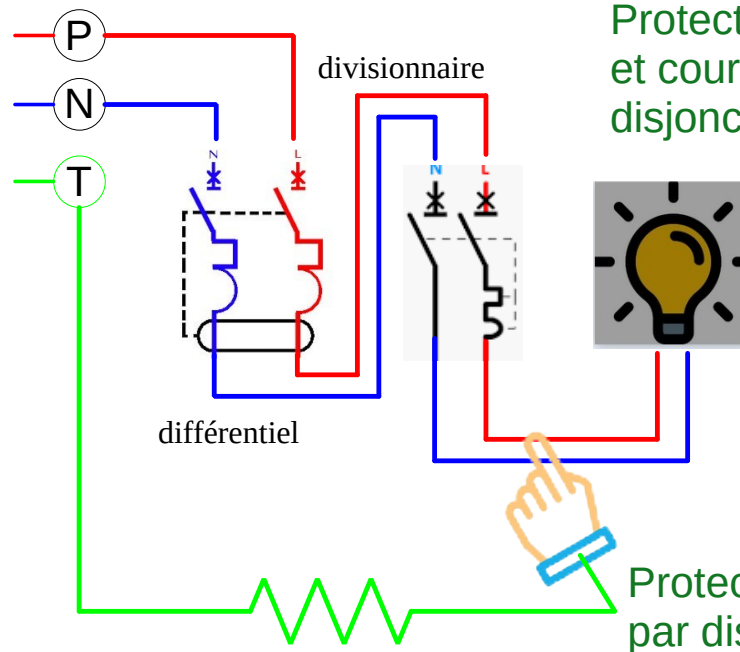 P
N
T
N
L
différentiel
divisionnaire
N
L
Protect
et cour
disjonc
Protec
par dis